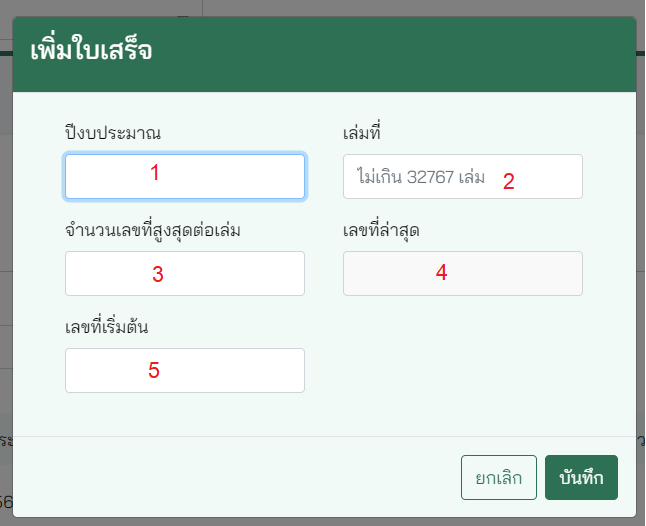 เพิ่มใบเสร็จ
ปีงบประมาณ เล่มที่
1 ไม่เกิน 32767 เล่ม 2
จำนวนเลขที่สูงสุดต่อเล่ม เลขที่ล่าสุด
3 4
เลขที่เริ่มต้น
5
ยกเลิก บันทึก